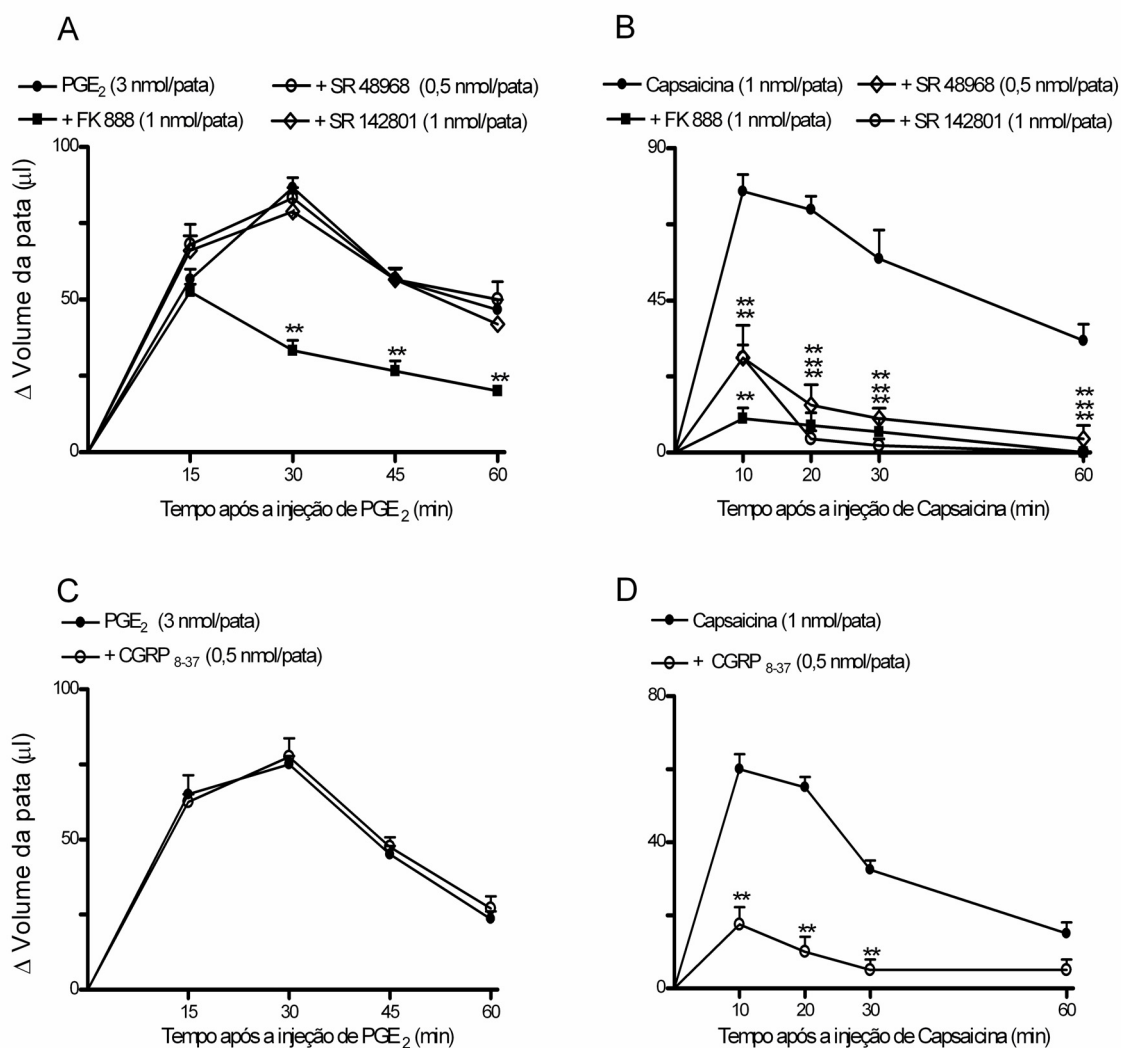 A
PGE2 (3 nmol/pata)
+ SR 48968 (0,5 nmol/pata)
+ FK 888 (1 nmol/pata)
+ SR 142801 (1 nmol/pata)
Δ Volume da pata (µl)
100
50
0
**
**
**
15
30
45
60
Tempo após a injeção de PGE2 (min)
B
Capsaicina (1 nmol/pata)
+ SR 48968 (0,5 nmol/pata)
+ FK 888 (1 nmol/pata)
+ SR 142801 (1 nmol/pata)
90
45
0
**
**
**
**
**
**
**
**
**
**
**
**
10
20
30
60
Tempo após a injeção de Capsaicina (min)
C
PGE2 (3 nmol/pata)
+ CGRP 8-37 (0,5 nmol/pata)
Δ Volume da pata (µl)
100
50
0
15
30
45
60
Tempo após a injeção de PGE2 (min)
D
Capsaicina (1 nmol/pata)
+ CGRP 8-37 (0,5 nmol/pata)
80
40
0
**
**
**
10
20
30
60
Tempo após a injeção de Capsaicina (min)